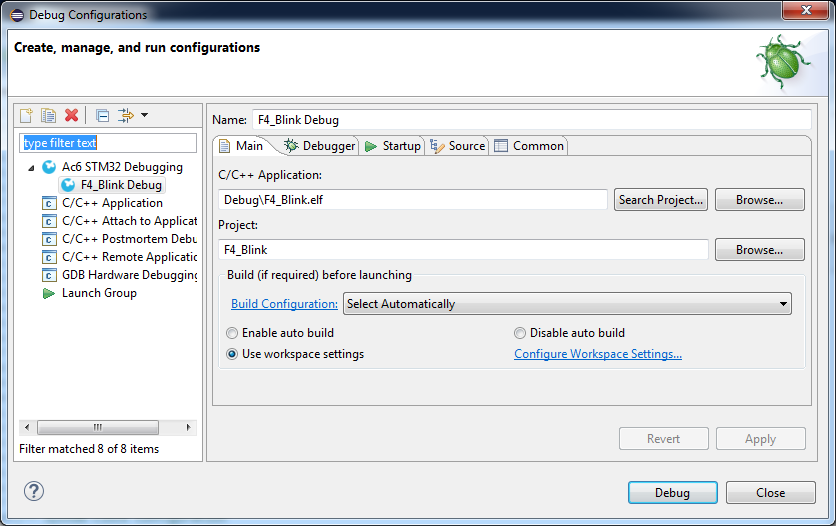 Debug Configurations
Create, manage, and run configurations
type filter text
Ac6 STM32 Debugging
F4_Blink Debug
C/C++ Application
C/C++ Attach to Applicat
C/C++ Postmortem Debu
C/C++ Remote Applicatic
GDB Hardware Debugging
Launch Group
Filter matched 8 of 8 items
Name: F4_Blink Debug
Main Debugger Startup Source Common
C/C++ Application:
Debug\F4_Blink.elf Search Project... Browse...
Project:
F4_Blink Browse...
Build (if required) before launching
Build Configuration: Select Automatically
Enable auto build Disable auto build
Use workspace settings Configure Workspace Settings...
Revert Apply
? Debug Close